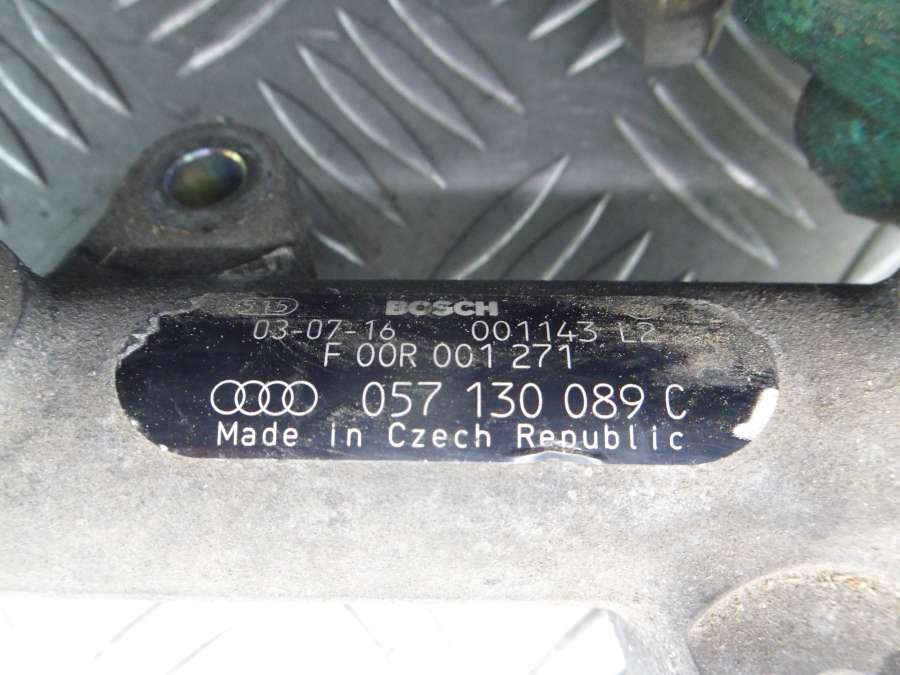 BOSCH
03-07-16 001143 L2
F 00R 001 271
057 130 089 C
Made in Czech Republic